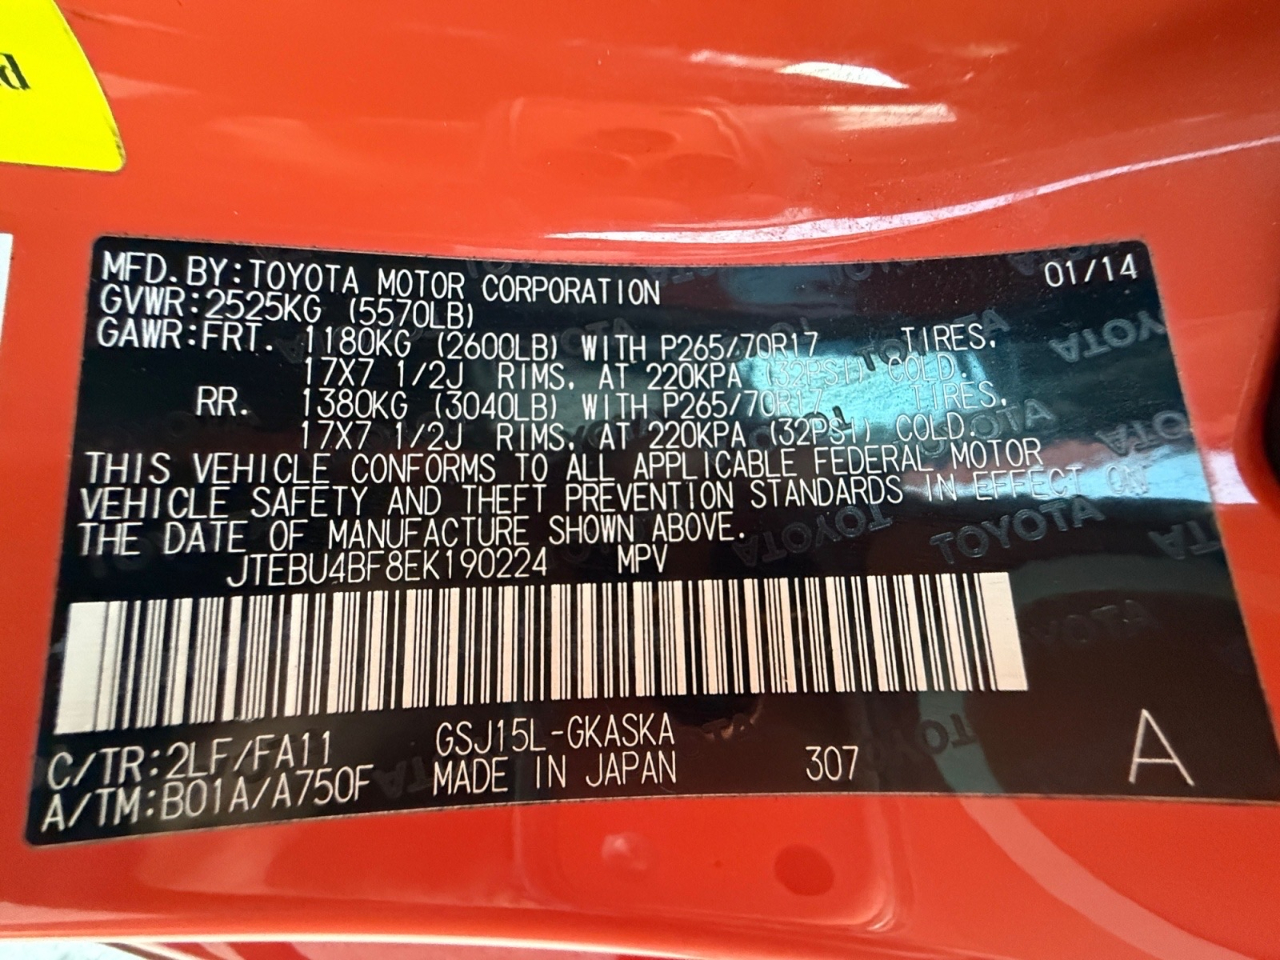 MFD.BY:TOYOTA MOTOR CORPORATION 01/14
GVWR:2525KG (5570LB)
GAWR:FRT. 1180KG (2600LB) WITH P265/70R17 TIRES,
17X7 1/2J RIMS, AT 220KPA (32PSI) COLD.
RR. 1380KG (3040LB) WITH P265/70R17 TIRES,
17X7 1/2J RIMS, AT 220KPA (32PSI) COLD.
THIS VEHICLE CONFORMS TO ALL APPLICABLE FEDERAL MOTOR
VEHICLE SAFETY AND THEFT PREVENTION STANDARDS IN EFFECT ON
THE DATE OF MANUFACTURE SHOWN ABOVE.
JTEBU4BF8EK190224 MPV
C/TR:2LF/FA11 GSJ15L-GKASKA
A/TM:B01A/A750F MADE IN JAPAN 307 A